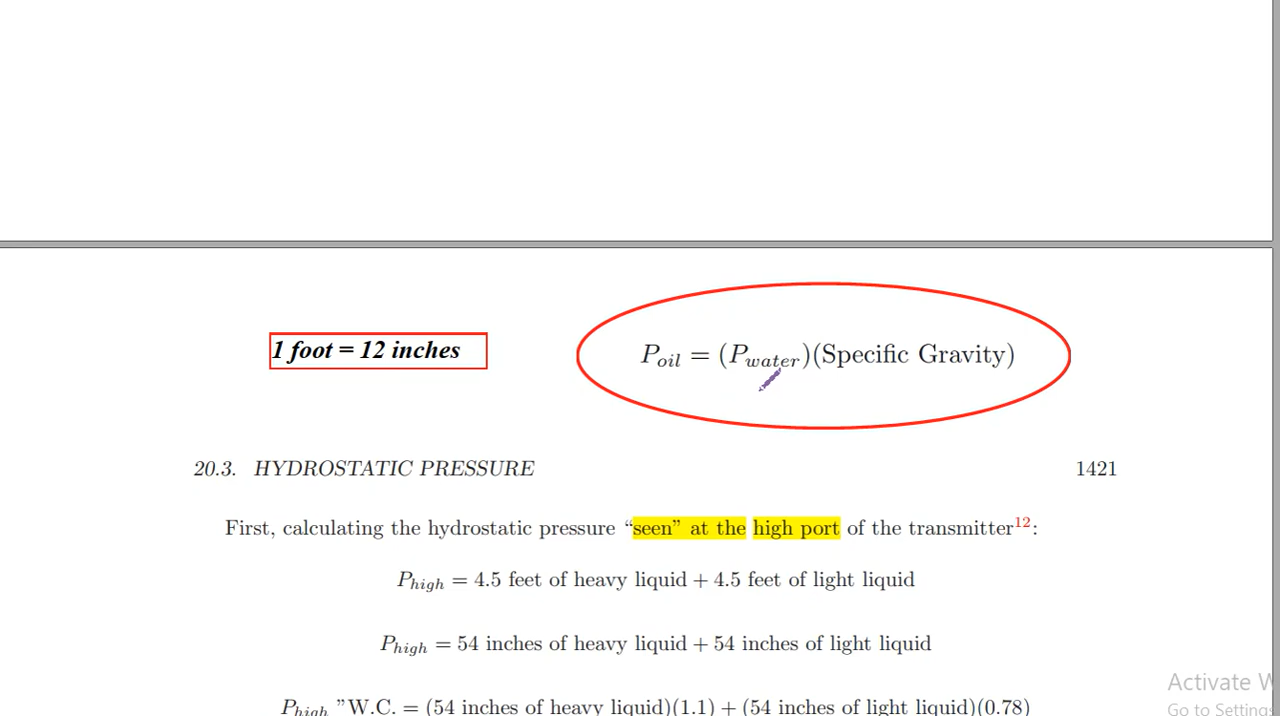 1 foot = 12 inches
P_oil = (P_water)(Specific Gravity)
20.3. HYDROSTATIC PRESSURE 1421
First, calculating the hydrostatic pressure “seen” at the high port of the transmitter12:
P_high = 4.5 feet of heavy liquid + 4.5 feet of light liquid
P_high = 54 inches of heavy liquid + 54 inches of light liquid
P_high ”W.C. = (54 inches of heavy liquid)(1.1) + (54 inches of light liquid)(0.78)
Activate W
Go to Settings